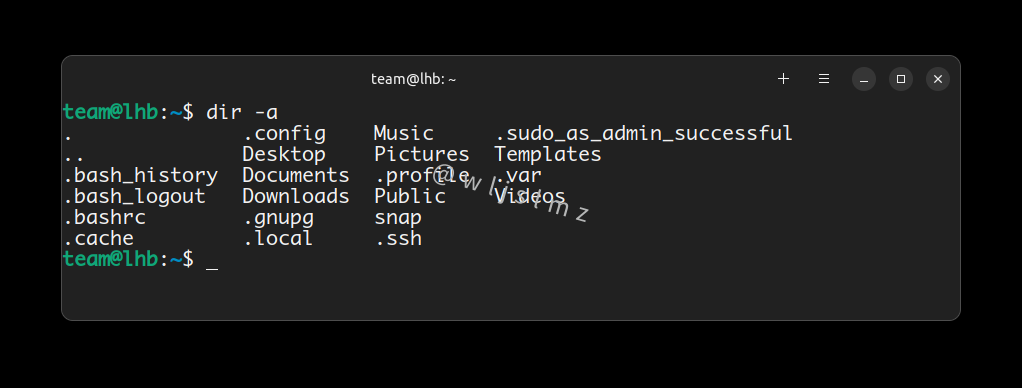 team@lhb: ~
team@lhb:~$ dir -a
.                .config    Music     .sudo_as_admin_successful
..               Desktop    Pictures  Templates
.bash_history  Documents  .profile  .var
.bash_logout   Downloads  Public    Videos
.bashrc        .gnupg     snap
.cache         .local     .ssh
team@lhb:~$ _
@wljslmz